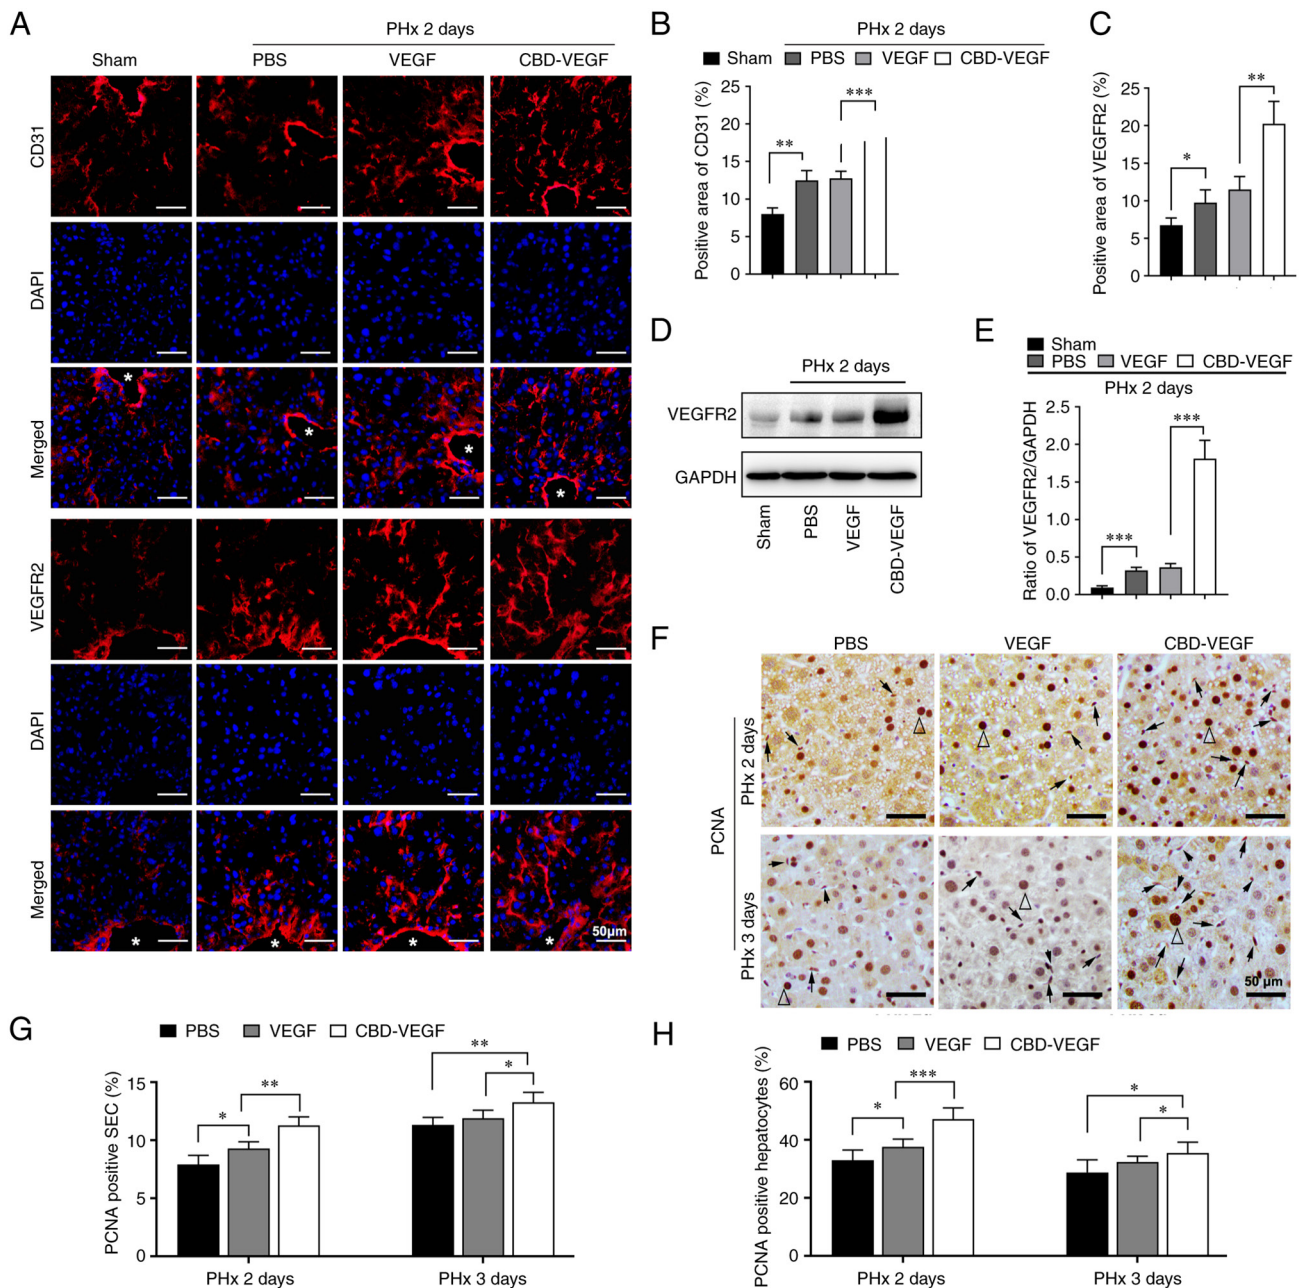 A
PHx 2 days
Sham
PBS
VEGF
CBD-VEGF
CD31
DAPI
Merged
*
*
*
*
VEGFR2
DAPI
Merged
*
*
*
*
50µm
B
PHx 2 days
Sham
PBS
VEGF
CBD-VEGF
Positive area of CD31 (%)
25
20
15
10
5
0
**
***
C
Positive area of VEGFR2 (%)
25
20
15
10
5
0
*
**
D
PHx 2 days
VEGFR2
GAPDH
Sham
PBS
VEGF
CBD-VEGF
E
Sham
PBS
VEGF
CBD-VEGF
PHx 2 days
Ratio of VEGFR2/GAPDH
2.5
2.0
1.5
1.0
0.5
0.0
***
***
F
PBS
VEGF
CBD-VEGF
PCNA
PHx 2 days
PHx 3 days
50 µm
G
PBS
VEGF
CBD-VEGF
PCNA positive SEC (%)
15
10
5
0
*
**
**
*
PHx 2 days
PHx 3 days
H
PBS
VEGF
CBD-VEGF
PCNA positive hepatocytes (%)
60
40
20
0
*
***
*
*
PHx 2 days
PHx 3 days